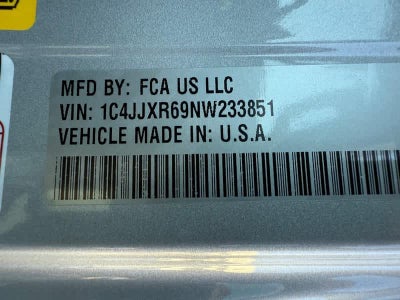 MFD BY: FCA US LLC
VIN: 1C4JJXR69NW233851
VEHICLE MADE IN: U.S.A.